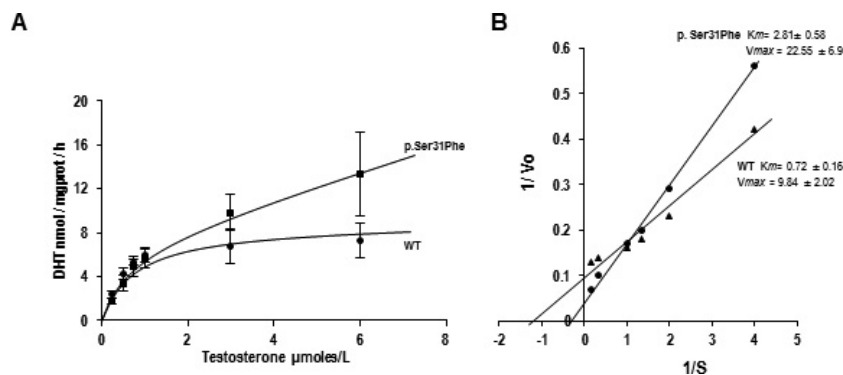 A
20
16
12
8
4
0
DHT nmol / mgprot / h
p.Ser31Phe
WT
0
2
4
6
8
Testosterone µmoles/L
B
p. Ser31Phe Km= 2.81± 0.58
Vmax = 22.55 ± 6.9
0.6
0.5
0.4
0.3
0.2
0.1
0
1/ Vo
WT Km= 0.72 ± 0.16
Vmax = 9.84 ± 2.02
-2
-1
0
1
2
3
4
5
1/S